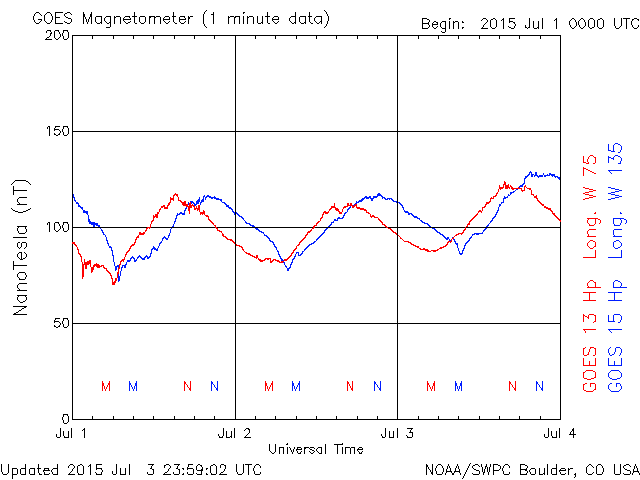 GOES Magnetometer (1 minute data)
Begin: 2015 Jul 1 0000 UTC
200
150
100
50
0
NanoTesla (nT)
M M N N M M N N M M N N
Jul 1 Jul 2 Jul 3 Jul 4
Universal Time
GOES 13 Hp Long. W 75
GOES 15 Hp Long. W 135
Updated 2015 Jul 3 23:59:02 UTC
NOAA/SWPC Boulder, CO USA